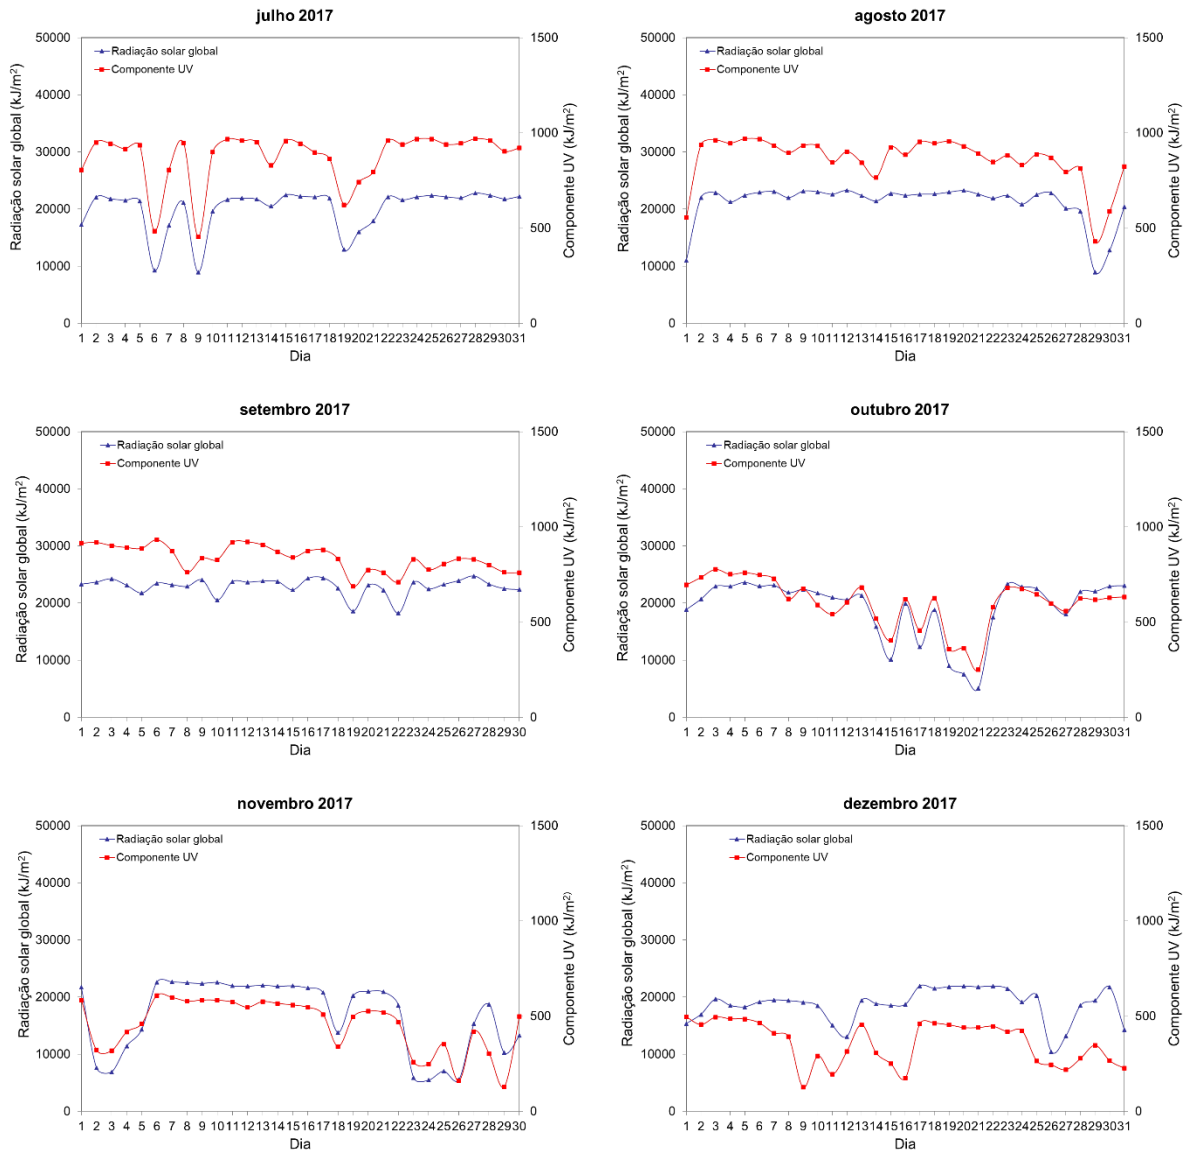 julho 2017
50000
40000
30000
20000
10000
0
Radiação solar global (kJ/m²)
Radiação solar global
Componente UV
1500
1000
500
0
Componente UV (kJ/m²)
1 2 3 4 5 6 7 8 9 10 11 12 13 14 15 16 17 18 19 20 21 22 23 24 25 26 27 28 29 30 31
Dia
agosto 2017
50000
40000
30000
20000
10000
0
Radiação solar global (kJ/m²)
Radiação solar global
Componente UV
1500
1000
500
0
Componente UV (kJ/m²)
1 2 3 4 5 6 7 8 9 10 11 12 13 14 15 16 17 18 19 20 21 22 23 24 25 26 27 28 29 30 31
Dia
setembro 2017
50000
40000
30000
20000
10000
0
Radiação solar global (kJ/m²)
Radiação solar global
Componente UV
1500
1000
500
0
Componente UV (kJ/m²)
1 2 3 4 5 6 7 8 9 10 11 12 13 14 15 16 17 18 19 20 21 22 23 24 25 26 27 28 29 30
Dia
outubro 2017
50000
40000
30000
20000
10000
0
Radiação solar global (kJ/m²)
Radiação solar global
Componente UV
1500
1000
500
0
Componente UV (kJ/m²)
1 2 3 4 5 6 7 8 9 10 11 12 13 14 15 16 17 18 19 20 21 22 23 24 25 26 27 28 29 30 31
Dia
novembro 2017
50000
40000
30000
20000
10000
0
Radiação solar global (kJ/m²)
Radiação solar global
Componente UV
1500
1000
500
0
Componente UV (kJ/m²)
1 2 3 4 5 6 7 8 9 10 11 12 13 14 15 16 17 18 19 20 21 22 23 24 25 26 27 28 29 30
Dia
dezembro 2017
50000
40000
30000
20000
10000
0
Radiação solar global (kJ/m²)
Radiação solar global
Componente UV
1500
1000
500
0
Componente UV (kJ/m²)
1 2 3 4 5 6 7 8 9 10 11 12 13 14 15 16 17 18 19 20 21 22 23 24 25 26 27 28 29 30 31
Dia